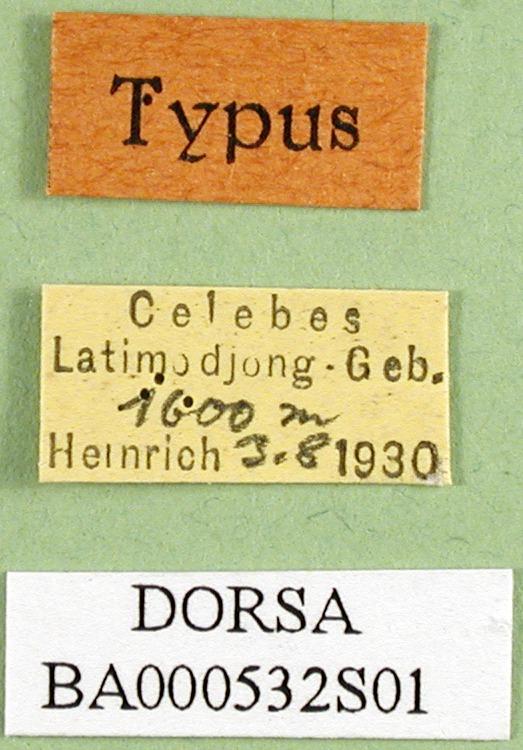 Typus
Celebes
Latimodjong-Geb.
1600 m
Heinrich 3.8 1930
DORSA
BA000532S01